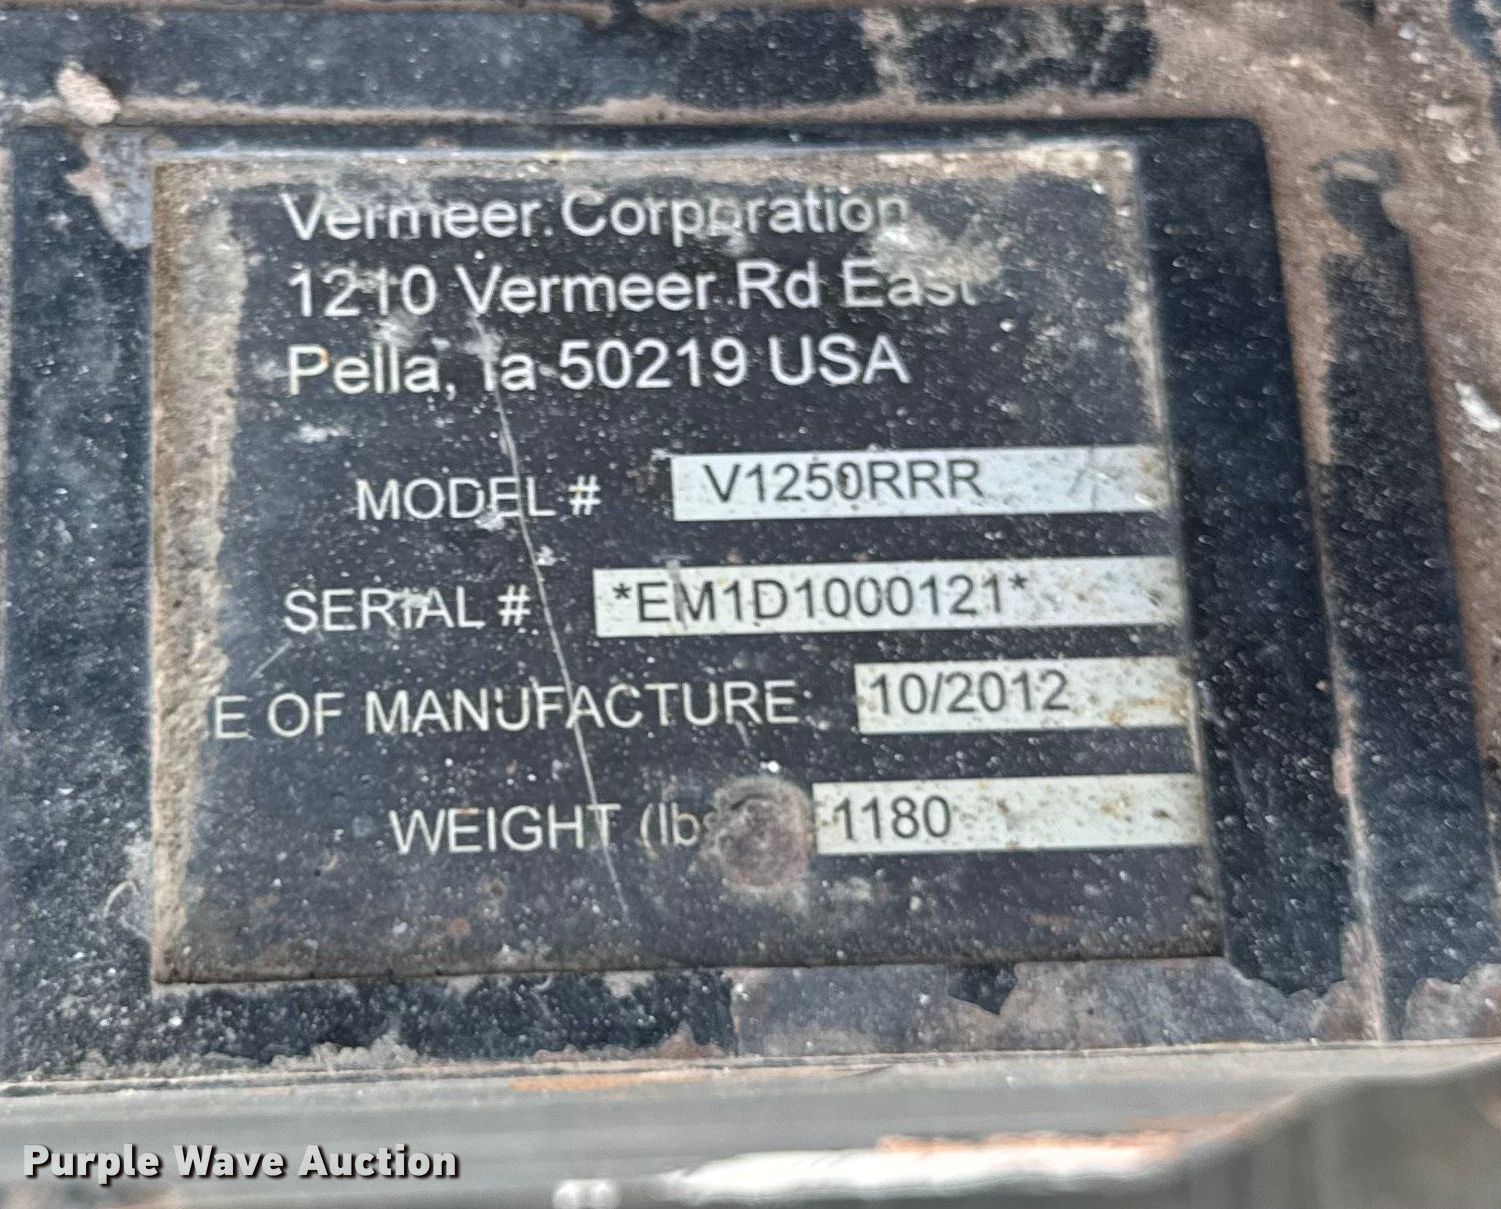 Vermeer Corporation
1210 Vermeer Rd East
Pella, Ia 50219 USA
MODEL # V1250RRR
SERIAL # *EM1D1000121*
E OF MANUFACTURE 10/2012
WEIGHT (lbs 1180
Purple Wave Auction